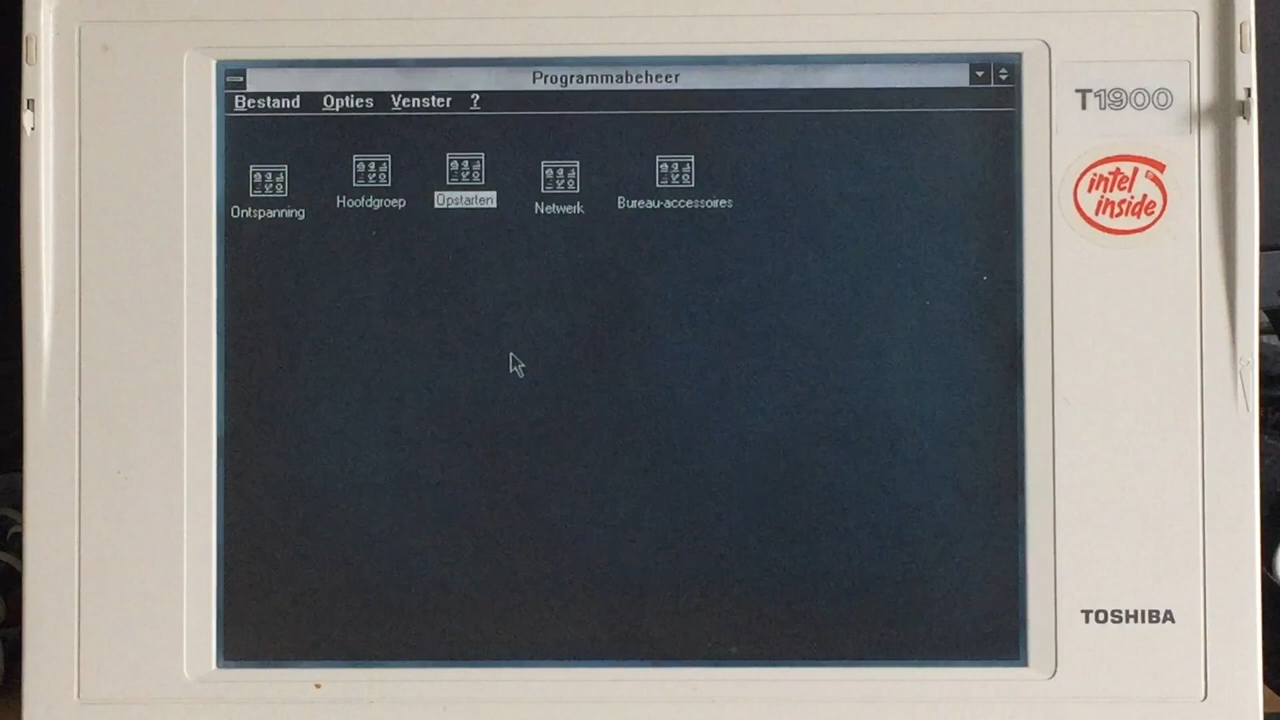 Programmabeheer
Bestand Opties Venster ?
Ontspanning
Hoofdgroep
Opstarten
Netwerk
Bureau-accessoires
T1900
intel
inside
TOSHIBA